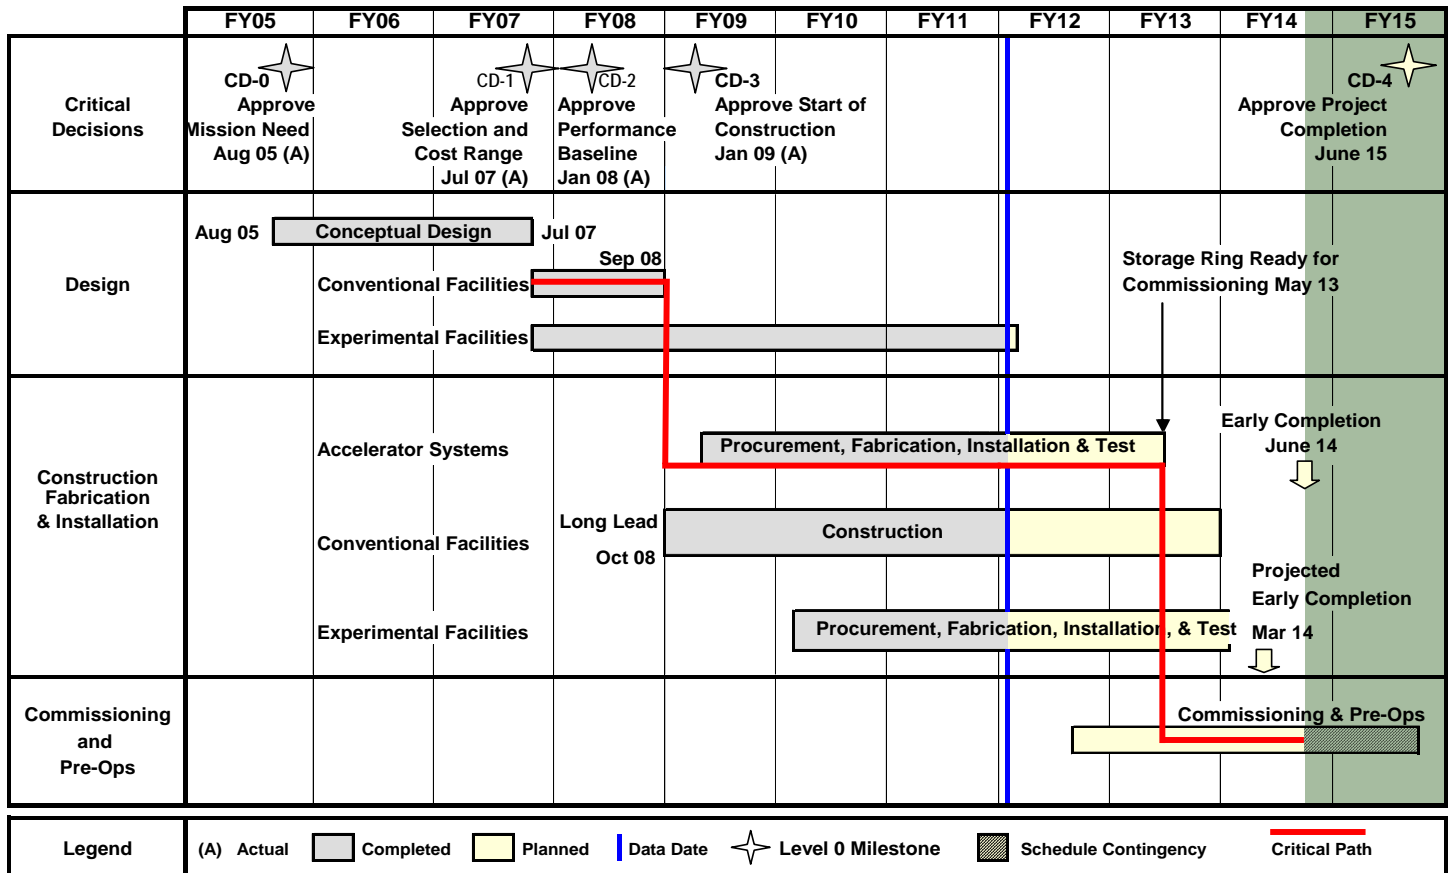 FY05 FY06 FY07 FY08 FY09 FY10 FY11 FY12 FY13 FY14 FY15
Critical
Decisions
CD-0
Approve
Mission Need
Aug 05 (A)
CD-1
Approve
Selection and
Cost Range
Jul 07 (A)
CD-2
Approve
Performance
Baseline
Jan 08 (A)
CD-3
Approve Start of
Construction
Jan 09 (A)
CD-4
Approve Project
Completion
June 15
Design
Aug 05 Conceptual Design Jul 07
Sep 08
Conventional Facilities
Experimental Facilities
Storage Ring Ready for
Commissioning May 13
Construction
Fabrication
& Installation
Accelerator Systems
Procurement, Fabrication, Installation & Test
Early Completion
June 14
Long Lead
Conventional Facilities
Oct 08
Construction
Projected
Early Completion
Mar 14
Experimental Facilities
Procurement, Fabrication, Installation, & Test
Commissioning
and
Pre-Ops
Commissioning & Pre-Ops
Legend (A) Actual Completed Planned Data Date Level 0 Milestone Schedule Contingency Critical Path